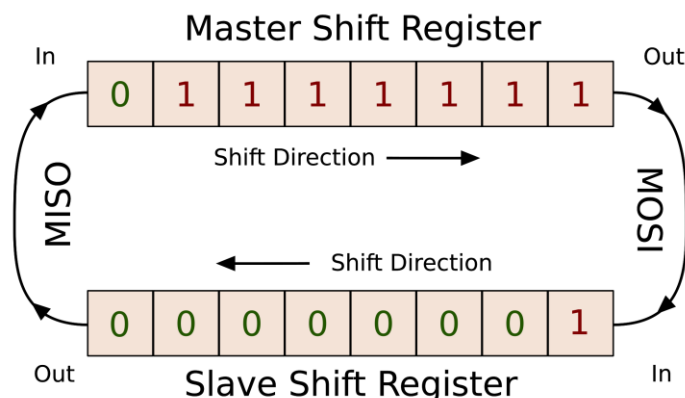 Master Shift Register
In
Out
0 1 1 1 1 1 1 1
Shift Direction
MISO
MOSI
Shift Direction
0 0 0 0 0 0 0 1
Out
In
Slave Shift Register